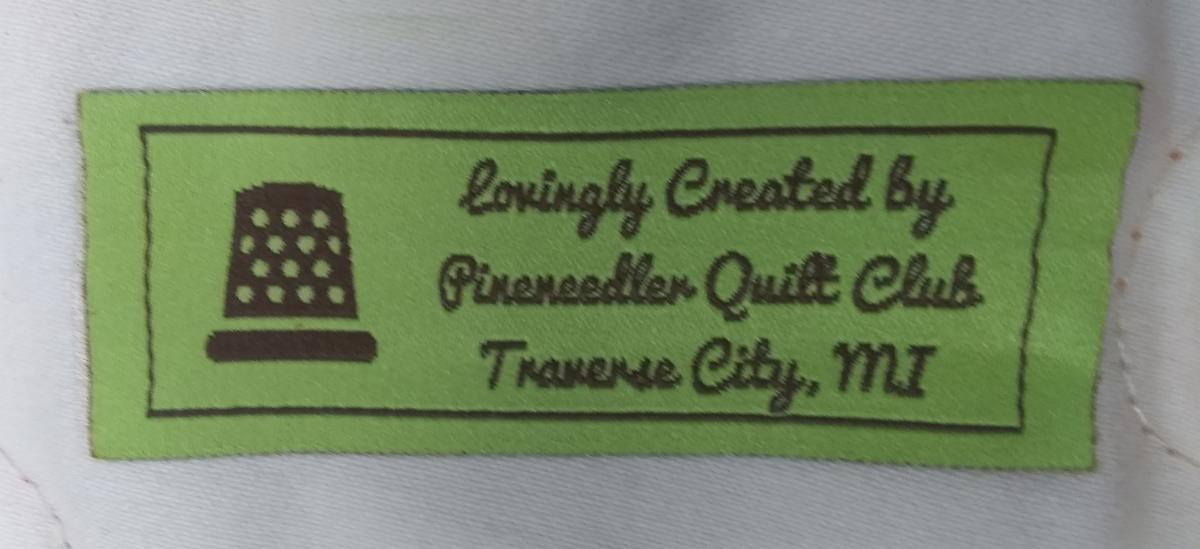 Lovingly Created by
Pineneedler Quilt Club
Traverse City, MI